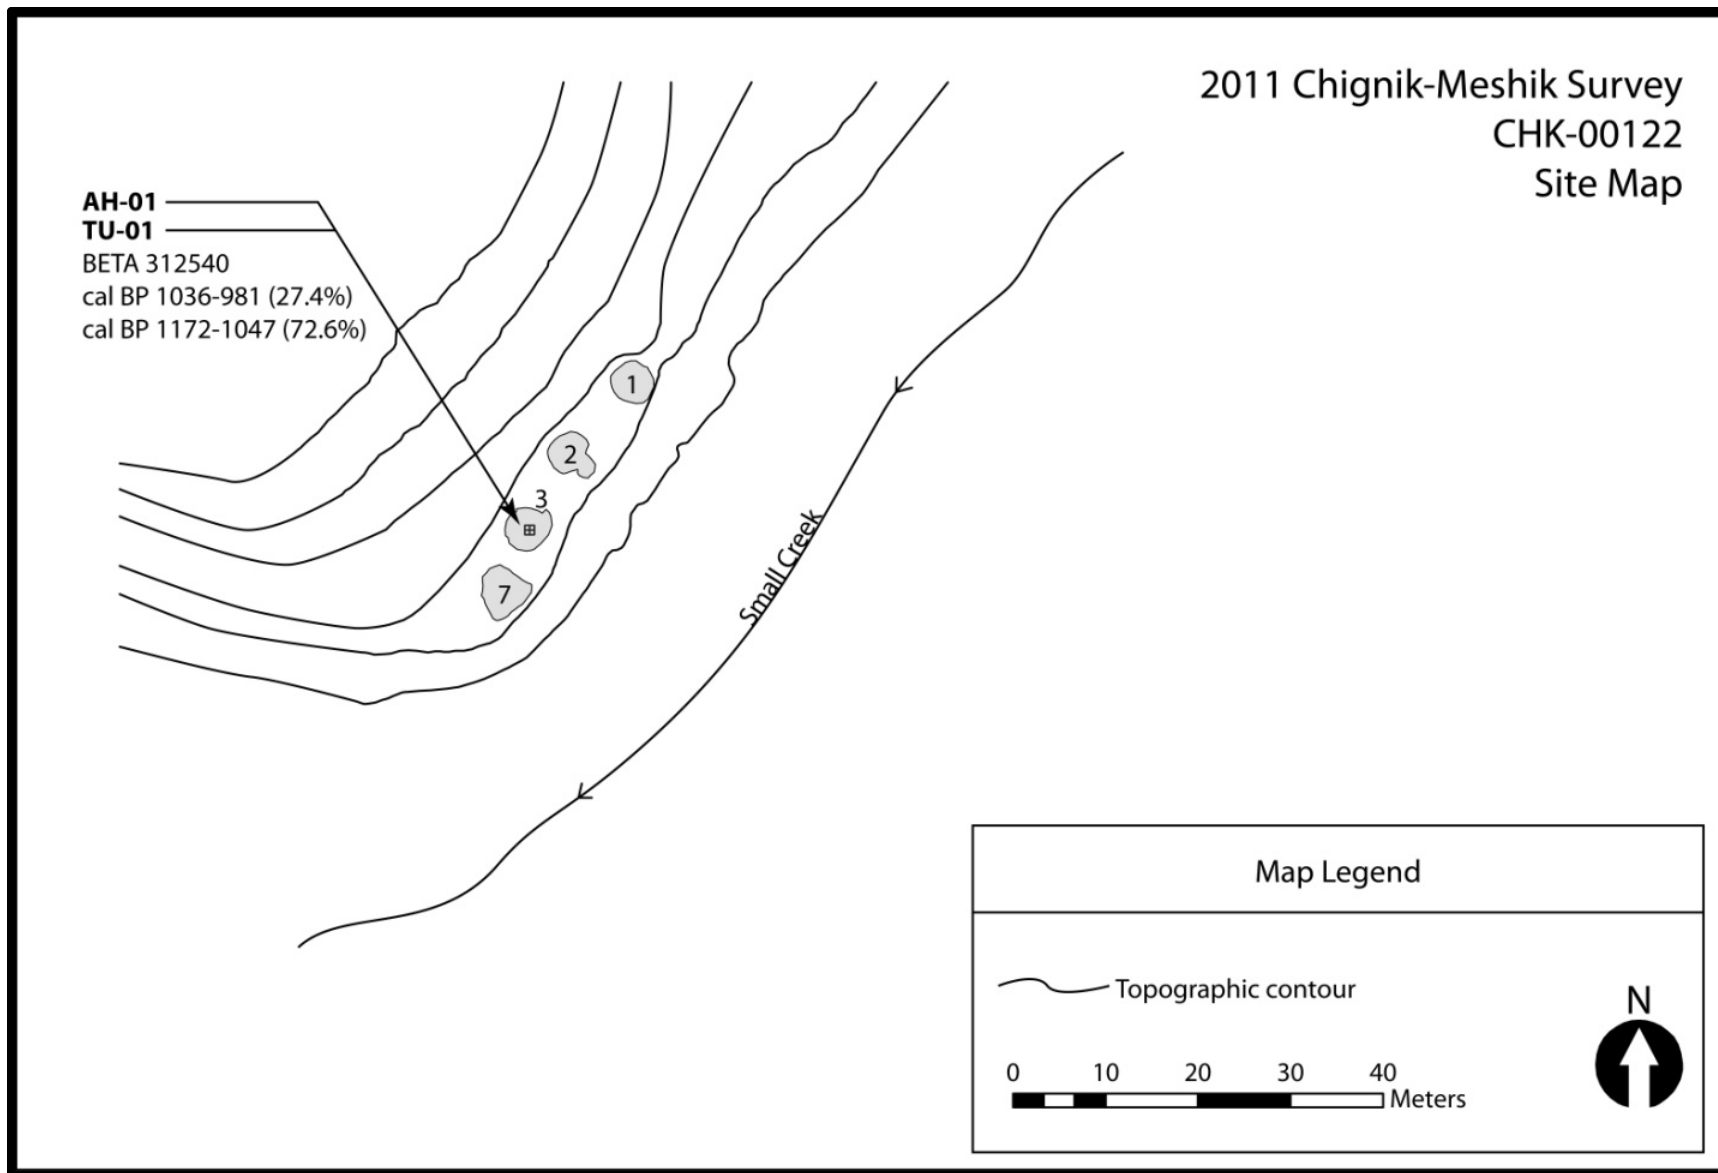 2011 Chignik-Meshik Survey
CHK-00122
Site Map
AH-01
TU-01
BETA 312540
cal BP 1036-981 (27.4%)
cal BP 1172-1047 (72.6%)
1
2
3
7
Small Creek
Map Legend
Topographic contour
N
0 10 20 30 40
Meters